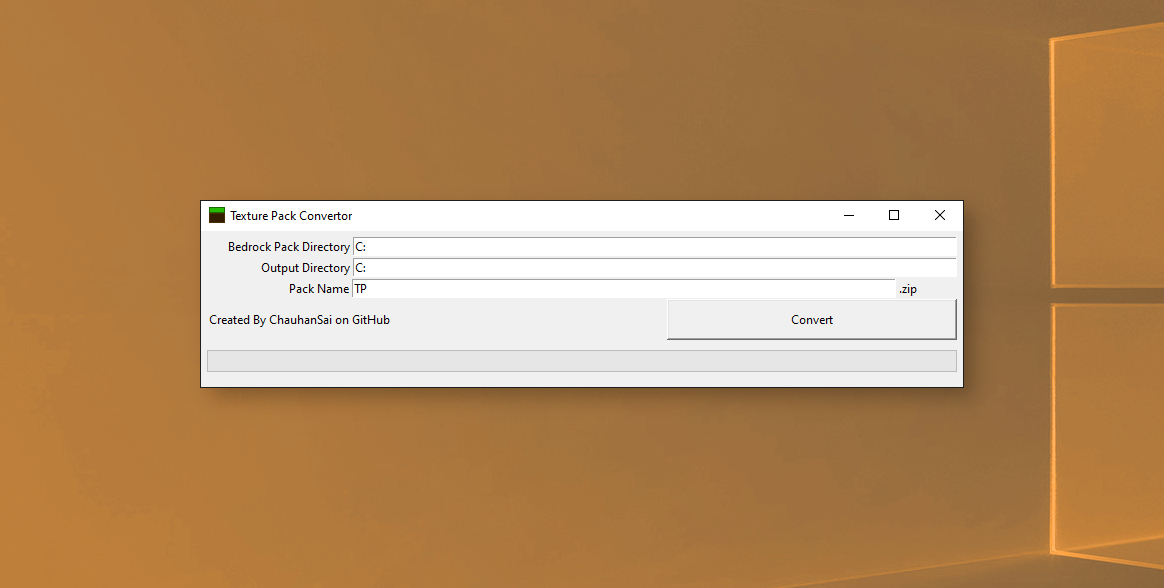 Texture Pack Convertor
Bedrock Pack Directory C:
Output Directory C:
Pack Name TP .zip
Created By ChauhanSai on GitHub Convert